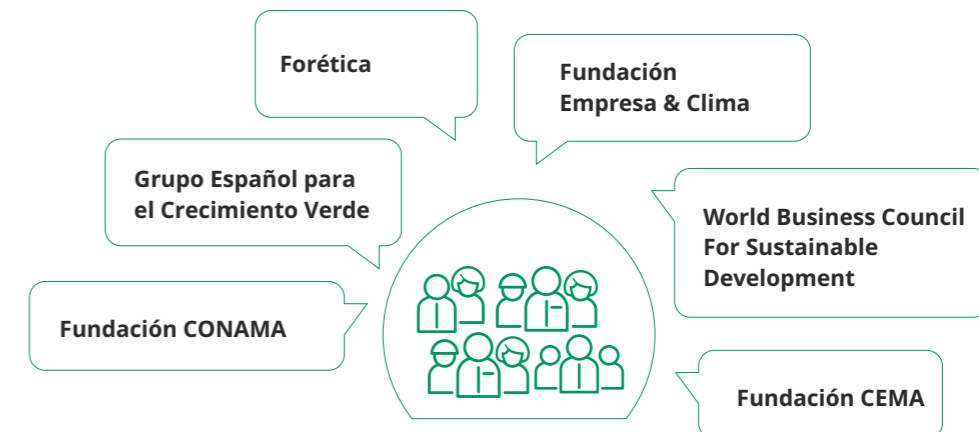 Forética
Fundación
Empresa & Clima
Grupo Español para
el Crecimiento Verde
World Business Council
For Sustainable
Development
Fundación CONAMA
Fundación CEMA